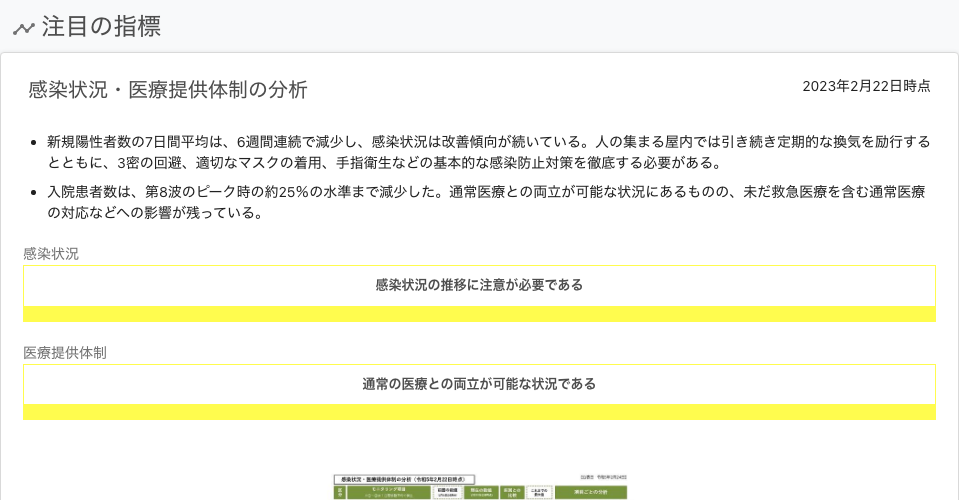 注目の指標
感染状況・医療提供体制の分析
2023年2月22日時点
新規陽性者数の7日間平均は、6週間連続で減少し、感染状況は改善傾向が続いている。人の集まる屋内では引き続き定期的な換気を励行する
とともに、3密の回避、適切なマスクの着用、手指衛生などの基本的な感染防止対策を徹底する必要がある。
入院患者数は、第8波のピーク時の約25％の水準まで減少した。通常医療との両立が可能な状況にあるものの、未だ救急医療を含む通常医療
の対応などへの影響が残っている。
感染状況
感染状況の推移に注意が必要である
医療提供体制
通常の医療との両立が可能な状況である
感染状況・医療提供体制の分析（令和5年2月22日時点）